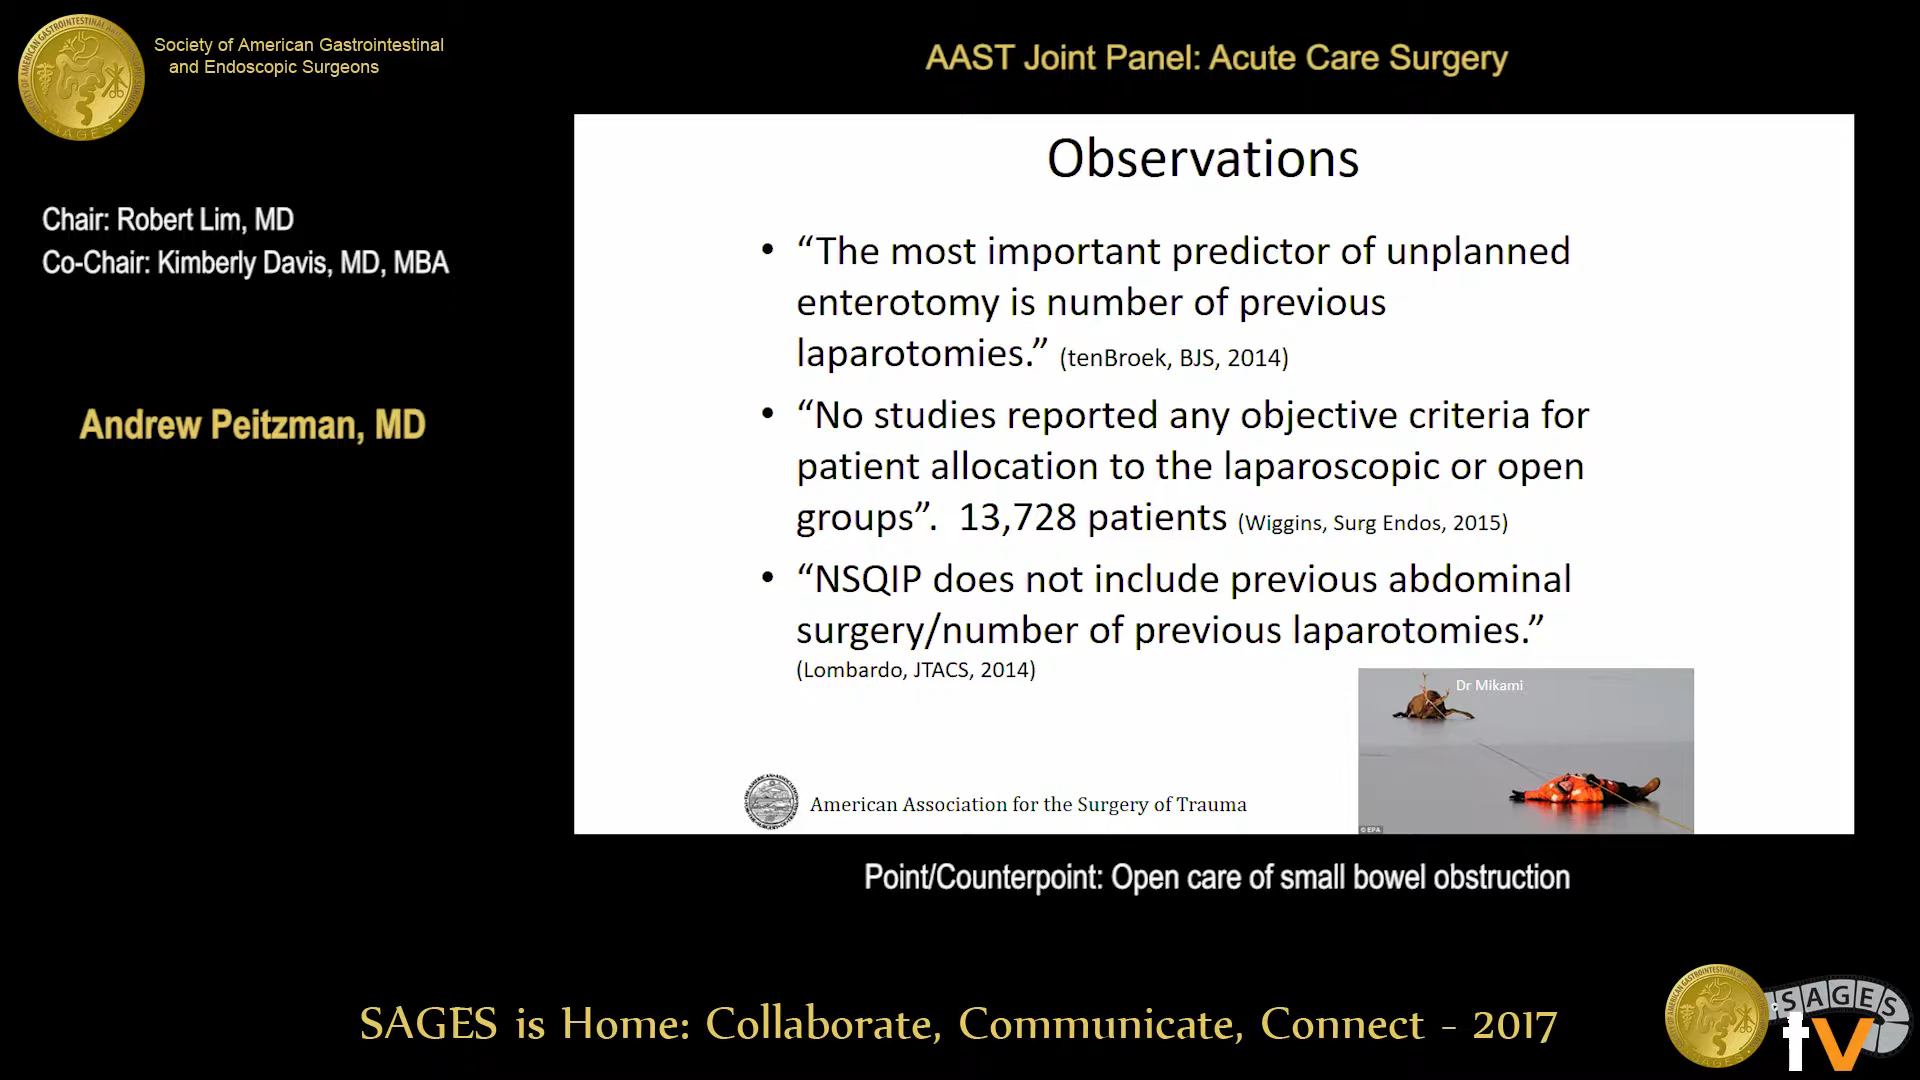 Society of American Gastrointestinal
and Endoscopic Surgeons
AAST Joint Panel: Acute Care Surgery
Chair: Robert Lim, MD
Co-Chair: Kimberly Davis, MD, MBA
Andrew Peitzman, MD
Observations
• “The most important predictor of unplanned
enterotomy is number of previous
laparotomies.” (tenBroek, BJS, 2014)
• “No studies reported any objective criteria for
patient allocation to the laparoscopic or open
groups”. 13,728 patients (Wiggins, Surg Endos, 2015)
• “NSQIP does not include previous abdominal
surgery/number of previous laparotomies.”
(Lombardo, JTACS, 2014)
Dr Mikami
© EPA
American Association for the Surgery of Trauma
Point/Counterpoint: Open care of small bowel obstruction
SAGES is Home: Collaborate, Communicate, Connect - 2017
SAGES
tv